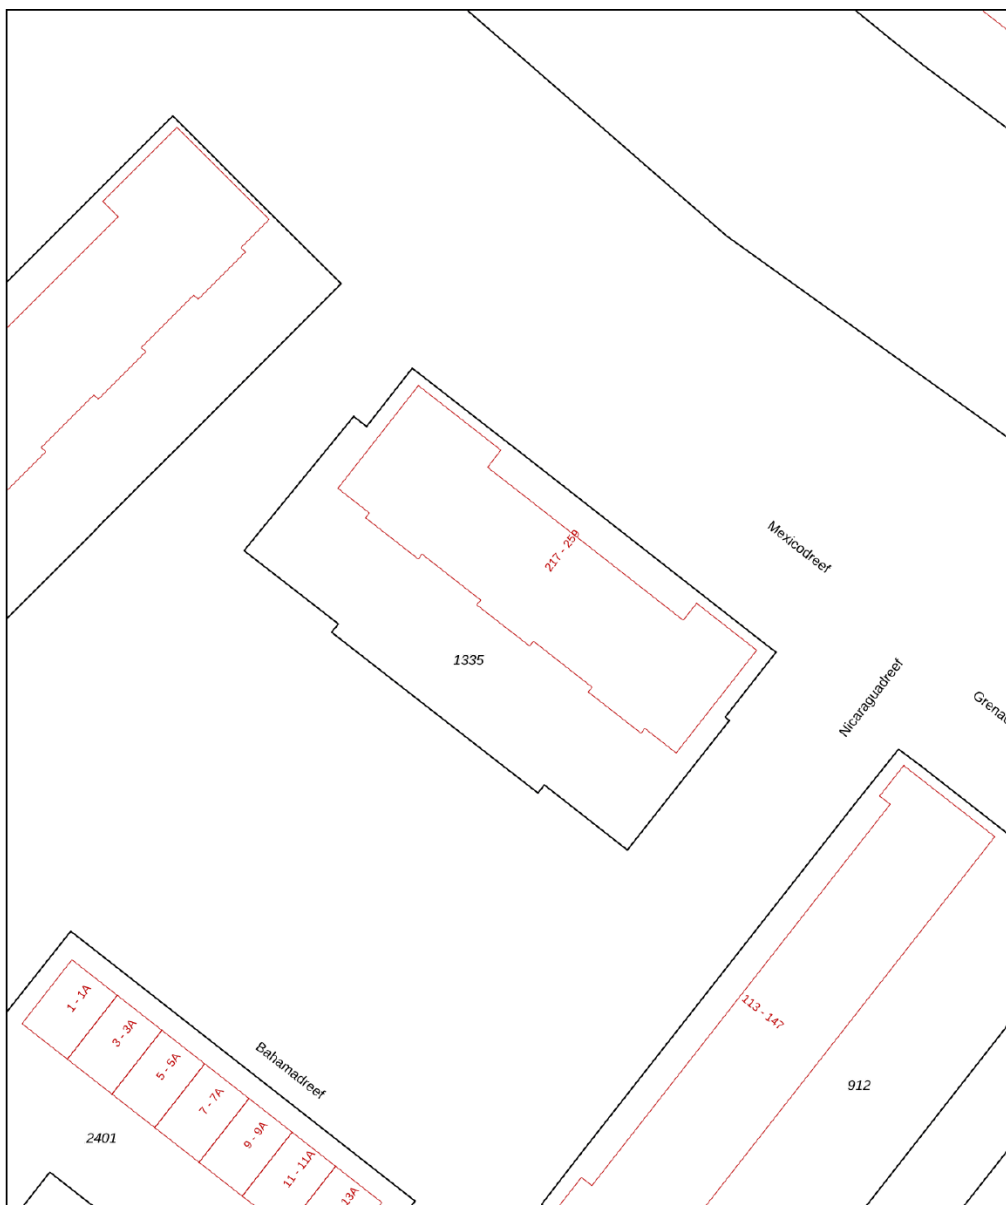 217 - 259
Mexicodreef
1335
Nicaraguadreef
113 - 147
1 - 1A
3 - 3A
5 - 5A
7 - 7A
9 - 9A
11 - 11A
13A
Bahamadreef
912
2401